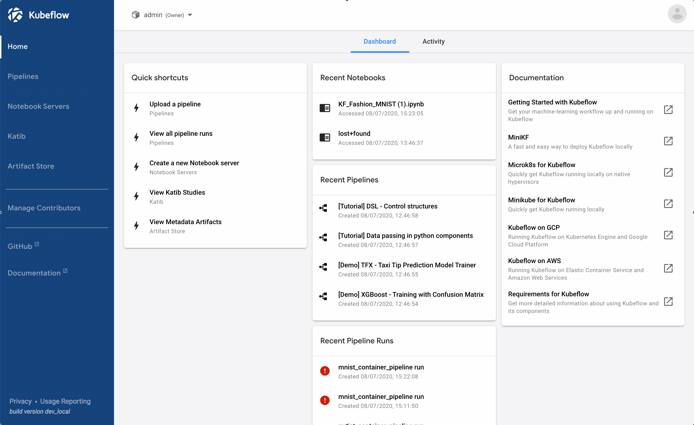 Kubeflow
admin (Owner)
Home
Pipelines
Notebook Servers
Katib
Artifact Store
Manage Contributors
GitHub
Documentation
Privacy • Usage Reporting
build version dev_local
Dashboard
Activity
Quick shortcuts
Upload a pipeline
Pipelines
View all pipeline runs
Pipelines
Create a new Notebook server
Notebook Servers
View Katib Studies
Katib
View Metadata Artifacts
Artifact Store
Recent Notebooks
KF_Fashion_MNIST (1).ipynb
Accessed 08/07/2020, 15:23:05
lost+found
Accessed 08/07/2020, 13:46:37
Recent Pipelines
[Tutorial] DSL - Control structures
Created 08/07/2020, 12:46:58
[Tutorial] Data passing in python components
Created 08/07/2020, 12:46:57
[Demo] TFX - Taxi Tip Prediction Model Trainer
Created 08/07/2020, 12:46:55
[Demo] XGBoost - Training with Confusion Matrix
Created 08/07/2020, 12:46:54
Recent Pipeline Runs
mnist_container_pipeline run
Created 08/07/2020, 15:22:08
mnist_container_pipeline run
Created 08/07/2020, 15:11:50
Documentation
Getting Started with Kubeflow
Get your machine-learning workflow up and running on
Kubeflow
MiniKF
A fast and easy way to deploy Kubeflow locally
Microk8s for Kubeflow
Quickly get Kubeflow running locally on native
hypervisors
Minikube for Kubeflow
Quickly get Kubeflow running locally
Kubeflow on GCP
Running Kubeflow on Kubernetes Engine and Google
Cloud Platform
Kubeflow on AWS
Running Kubeflow on Elastic Container Service and
Amazon Web Services
Requirements for Kubeflow
Get more detailed information about using Kubeflow and
its components